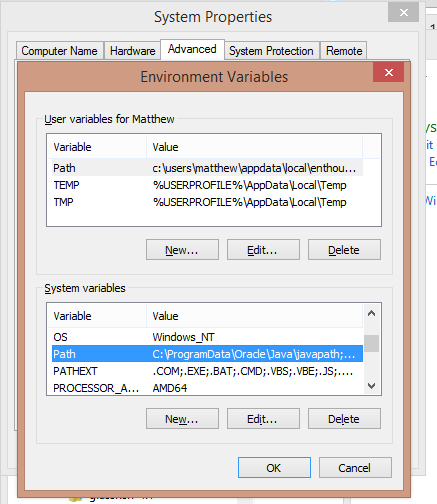 System Properties
Computer Name Hardware Advanced System Protection Remote
Environment Variables
User variables for Matthew
Variable Value
Path c:\users\matthew\appdata\local\enthou...
TEMP %USERPROFILE%\AppData\Local\Temp
TMP %USERPROFILE%\AppData\Local\Temp
New... Edit... Delete
System variables
Variable Value
OS Windows_NT
Path C:\ProgramData\Oracle\Java\javapath;...
PATHEXT .COM;.EXE;.BAT;.CMD;.VBS;.VBE;.JS;....
PROCESSOR_A... AMD64
New... Edit... Delete
OK Cancel